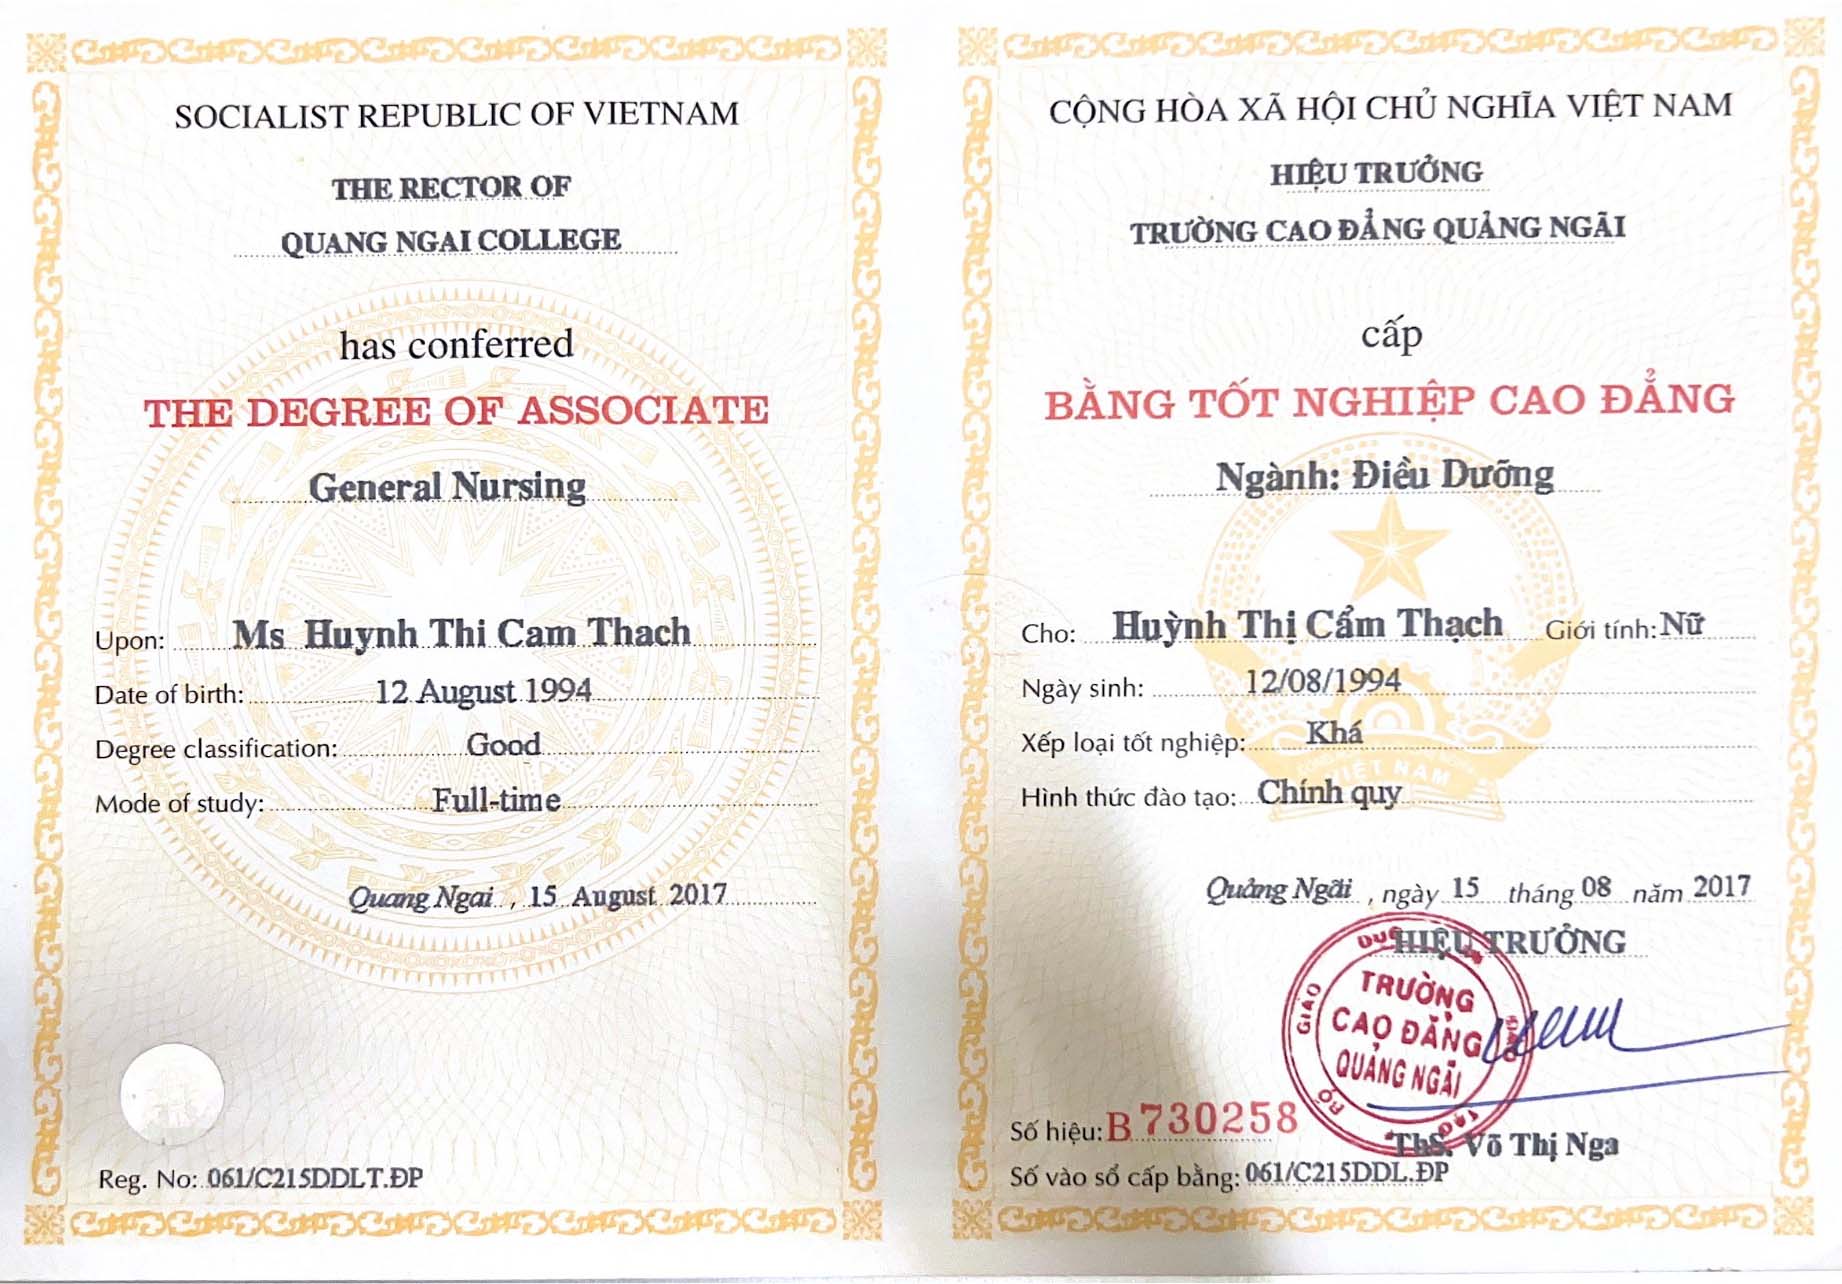 SOCIALIST REPUBLIC OF VIETNAM
THE RECTOR OF
QUANG NGAI COLLEGE
has conferred
THE DEGREE OF ASSOCIATE
General Nursing
Upon: Ms Huynh Thi Cam Thach
Date of birth: 12 August 1994
Degree classification: Good
Mode of study: Full-time
Quang Ngai, 15 August 2017
Reg. No: 061/C215DDLT.ĐP
CỘNG HÒA XÃ HỘI CHỦ NGHĨA VIỆT NAM
HIỆU TRƯỞNG
TRƯỜNG CAO ĐẲNG QUẢNG NGÃI
cấp
BẰNG TỐT NGHIỆP CAO ĐẲNG
Ngành: Điều Dưỡng
Cho: Huỳnh Thị Cẩm Thạch Giới tính: Nữ
Ngày sinh: 12/08/1994
Xếp loại tốt nghiệp: Khá
VIỆT NAM
Hình thức đào tạo: Chính quy
Quảng Ngãi, ngày 15 tháng 08 năm 2017
HIỆU TRƯỞNG
TRƯỜNG
CAO ĐẲNG
QUẢNG NGÃI
Số hiệu: B 730258
ThS. Võ Thị Nga
Số vào sổ cấp bằng: 061/C215DDL.ĐP